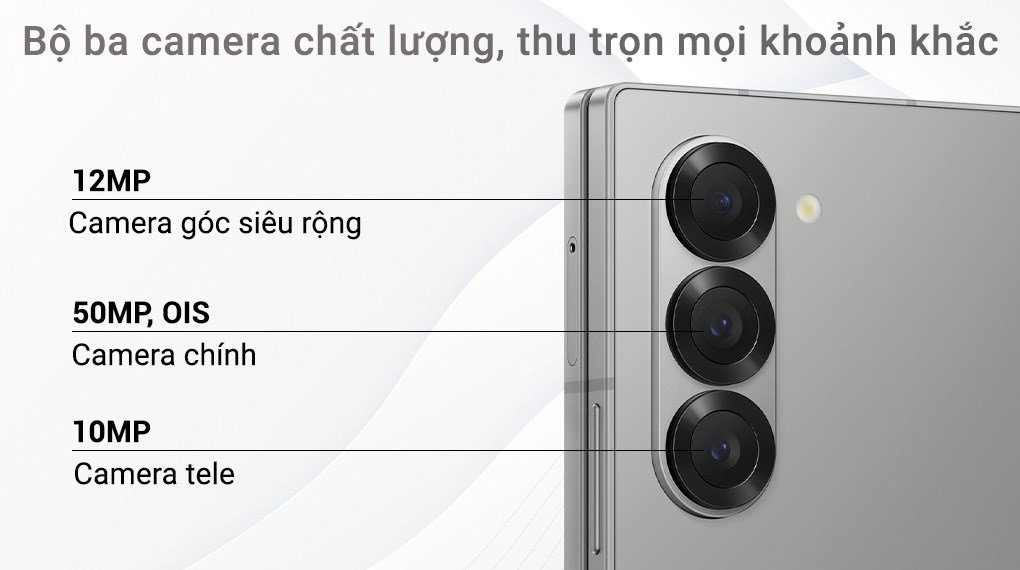 Bộ ba camera chất lượng, thu trọn mọi khoảnh khắc
12MP
Camera góc siêu rộng
50MP, OIS
Camera chính
10MP
Camera tele